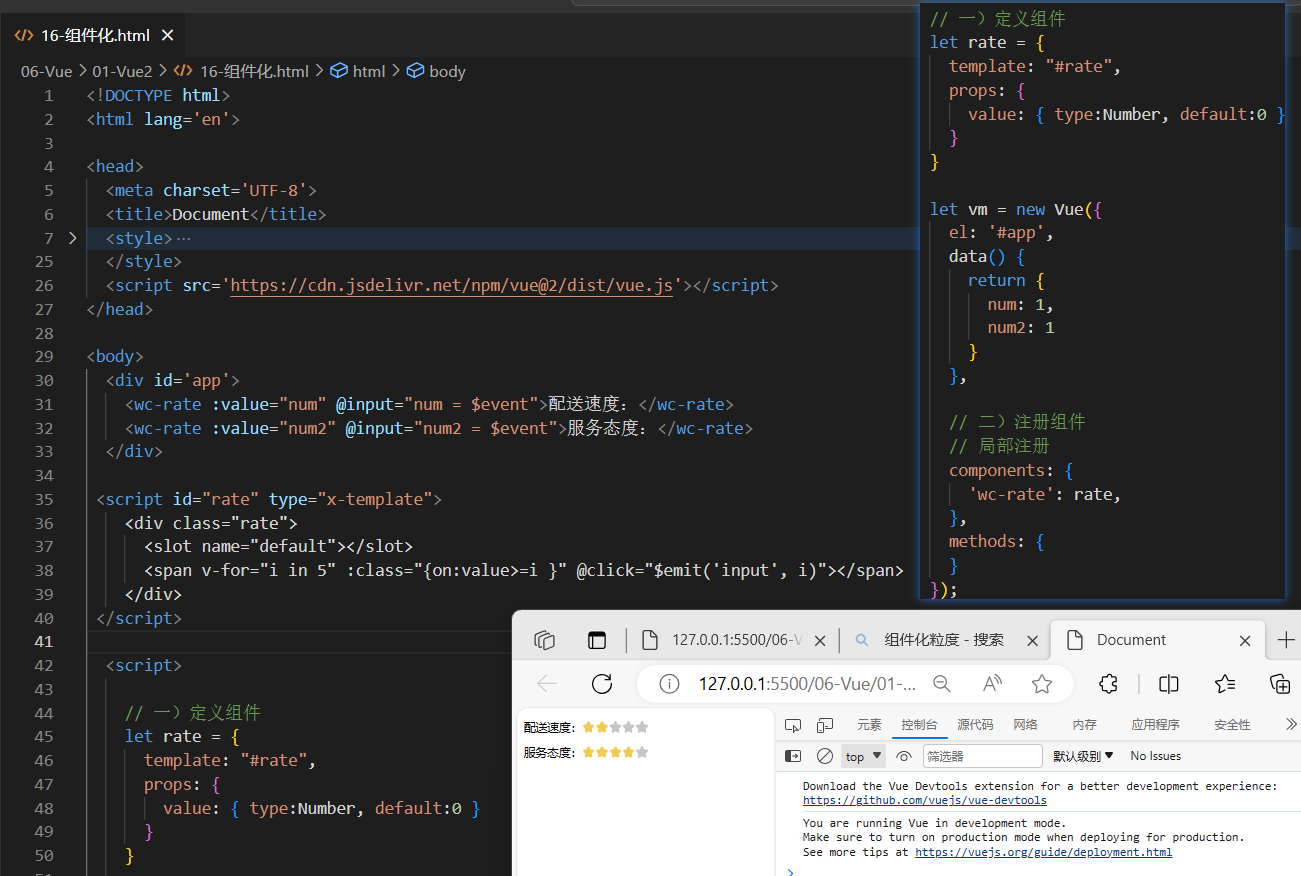 16-组件化.html
06-Vue > 01-Vue2 > 16-组件化.html > html > body
1 <!DOCTYPE html>
2 <html lang='en'>
3
4 <head>
5 <meta charset='UTF-8'>
6 <title>Document</title>
7 <style>…
25 </style>
26 <script src='https://cdn.jsdelivr.net/npm/vue@2/dist/vue.js'></script>
27 </head>
28
29 <body>
30 <div id='app'>
31 <wc-rate :value="num" @input="num = $event">配送速度：</wc-rate>
32 <wc-rate :value="num2" @input="num2 = $event">服务态度：</wc-rate>
33 </div>
34
35 <script id="rate" type="x-template">
36 <div class="rate">
37 <slot name="default"></slot>
38 <span v-for="i in 5" :class="{on:value>=i }" @click="$emit('input', i)"></span>
39 </div>
40 </script>
41
42 <script>
43
44 // 一）定义组件
45 let rate = {
46 template: "#rate",
47 props: {
48 value: { type:Number, default:0 }
49 }
50 }
// 一）定义组件
let rate = {
template: "#rate",
props: {
value: { type:Number, default:0 }
}
}
let vm = new Vue({
el: '#app',
data() {
return {
num: 1,
num2: 1
}
},
// 二）注册组件
// 局部注册
components: {
'wc-rate': rate,
},
methods: {
}
});
127.0.0.1:5500/06-V
组件化粒度 - 搜索
Document
127.0.0.1:5500/06-Vue/01-...
配送速度：
服务态度：
元素 控制台 源代码 网络 内存 应用程序 安全性
top 筛选器 默认级别 No Issues
Download the Vue Devtools extension for a better development experience:
https://github.com/vuejs/vue-devtools
You are running Vue in development mode.
Make sure to turn on production mode when deploying for production.
See more tips at https://vuejs.org/guide/deployment.html